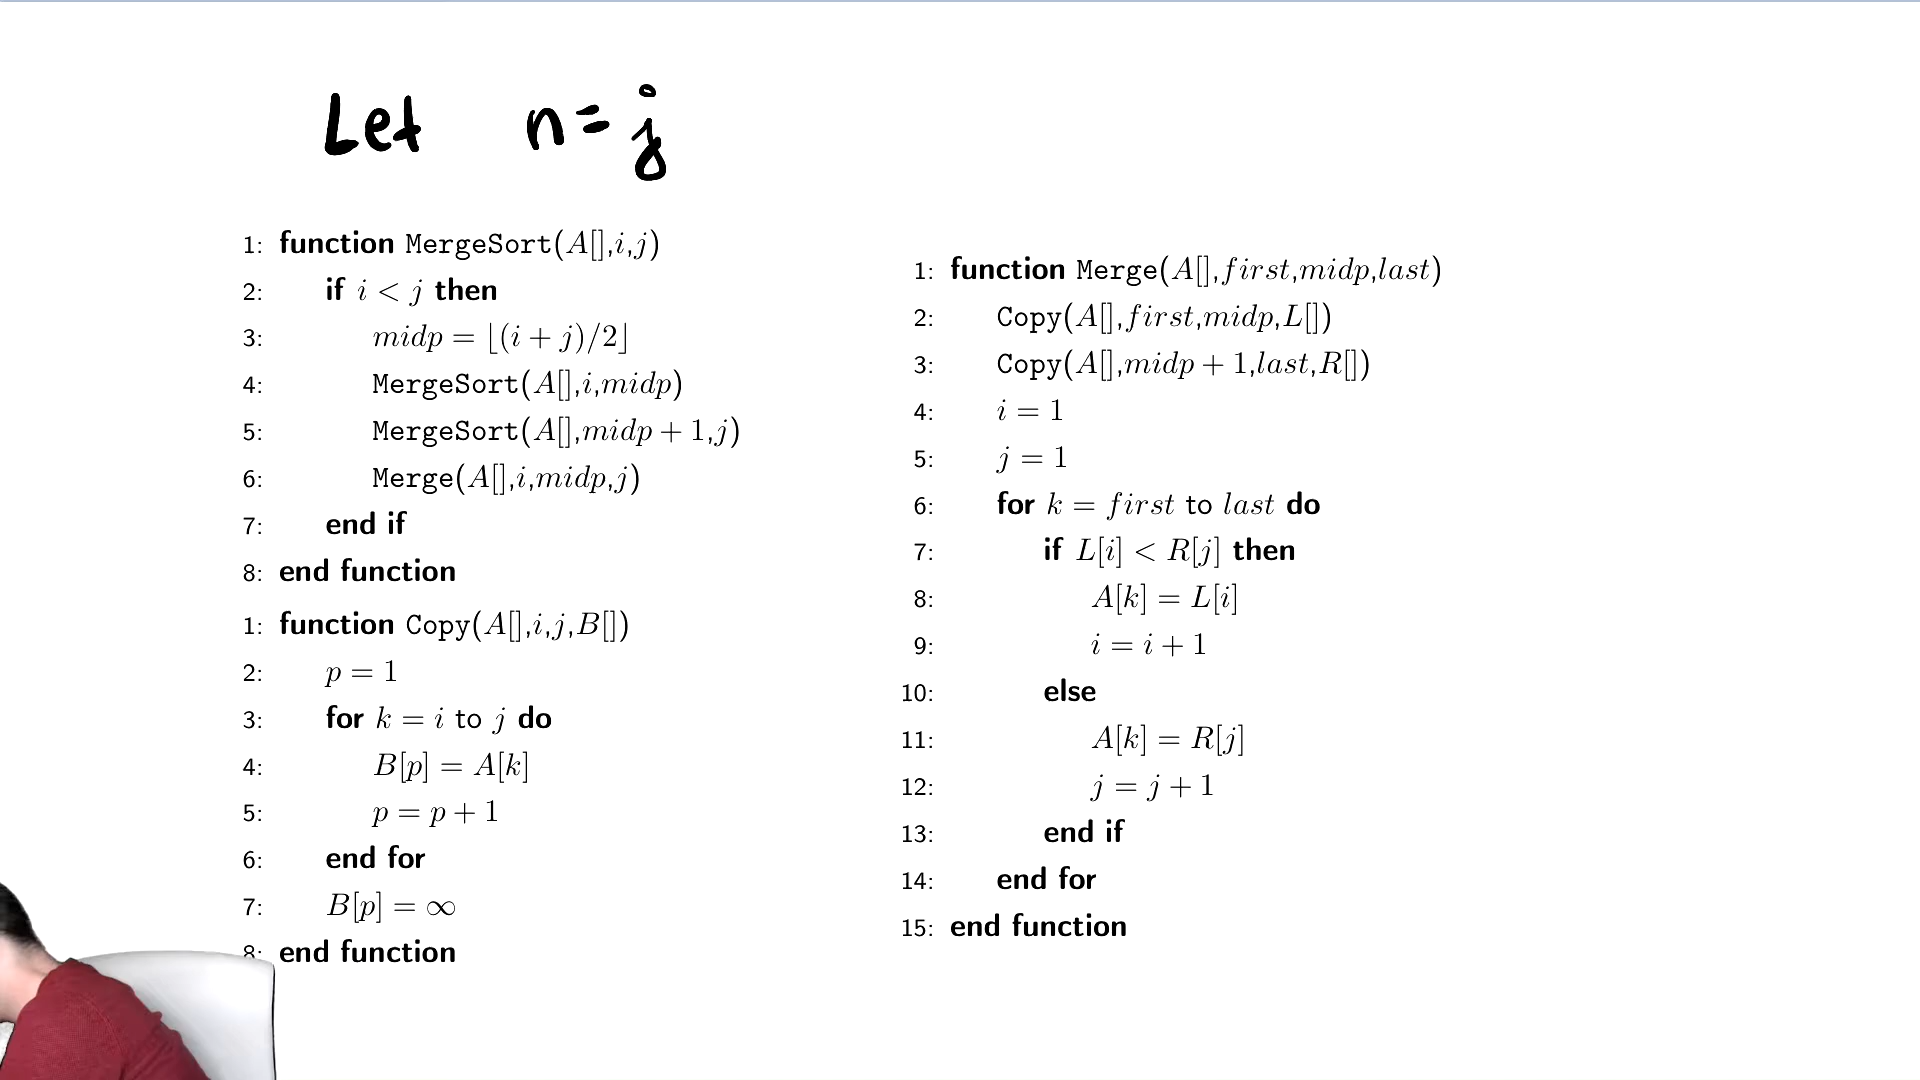 Let n = j
1: function MergeSort(A[],i,j)
2: if i < j then
3: midp = ⌊(i + j)/2⌋
4: MergeSort(A[],i,midp)
5: MergeSort(A[],midp + 1,j)
6: Merge(A[],i,midp,j)
7: end if
8: end function
1: function Copy(A[],i,j,B[])
2: p = 1
3: for k = i to j do
4: B[p] = A[k]
5: p = p + 1
6: end for
7: B[p] = ∞
8: end function
1: function Merge(A[],first,midp,last)
2: Copy(A[],first,midp,L[])
3: Copy(A[],midp + 1,last,R[])
4: i = 1
5: j = 1
6: for k = first to last do
7: if L[i] < R[j] then
8: A[k] = L[i]
9: i = i + 1
10: else
11: A[k] = R[j]
12: j = j + 1
13: end if
14: end for
15: end function